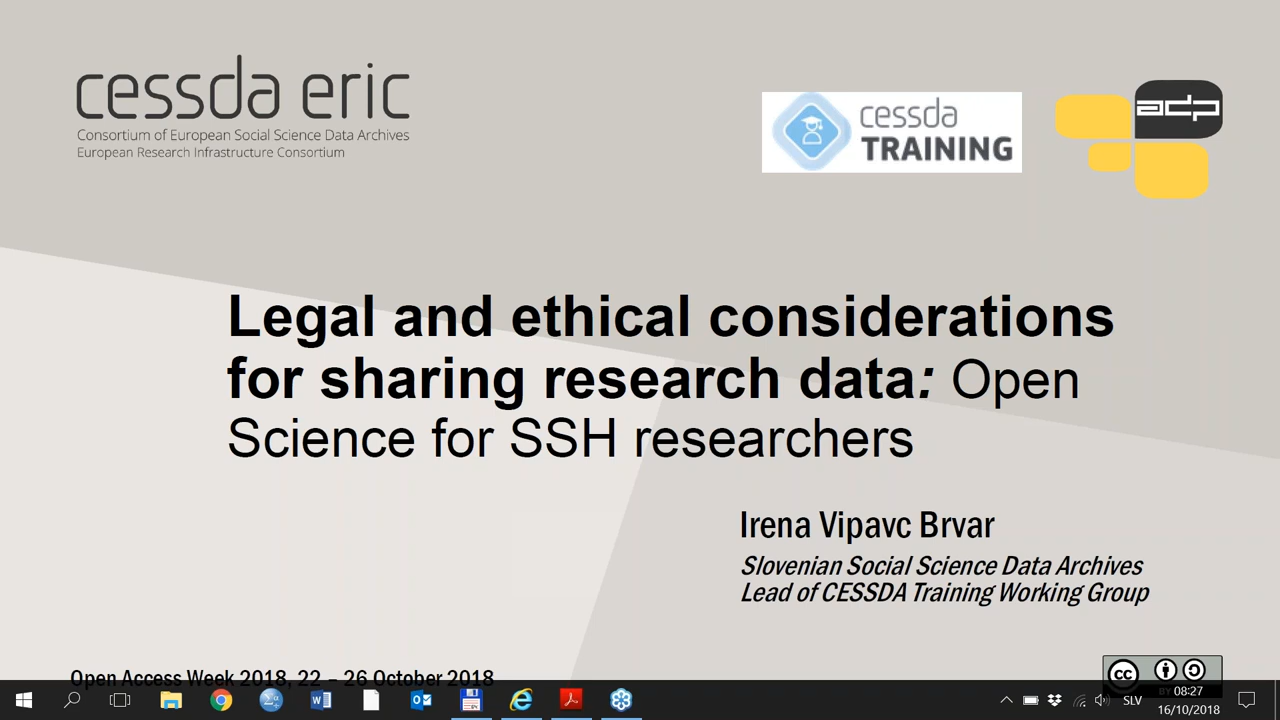 cessda eric
Consortium of European Social Science Data Archives
European Research Infrastructure Consortium
cessda
TRAINING
adp
Legal and ethical considerations
for sharing research data: Open
Science for SSH researchers
Irena Vipavc Brvar
Slovenian Social Science Data Archives
Lead of CESSDA Training Working Group
Open Access Week 2018, 22 – 26 October 2018
cc
BY
SLV
08:27
16/10/2018